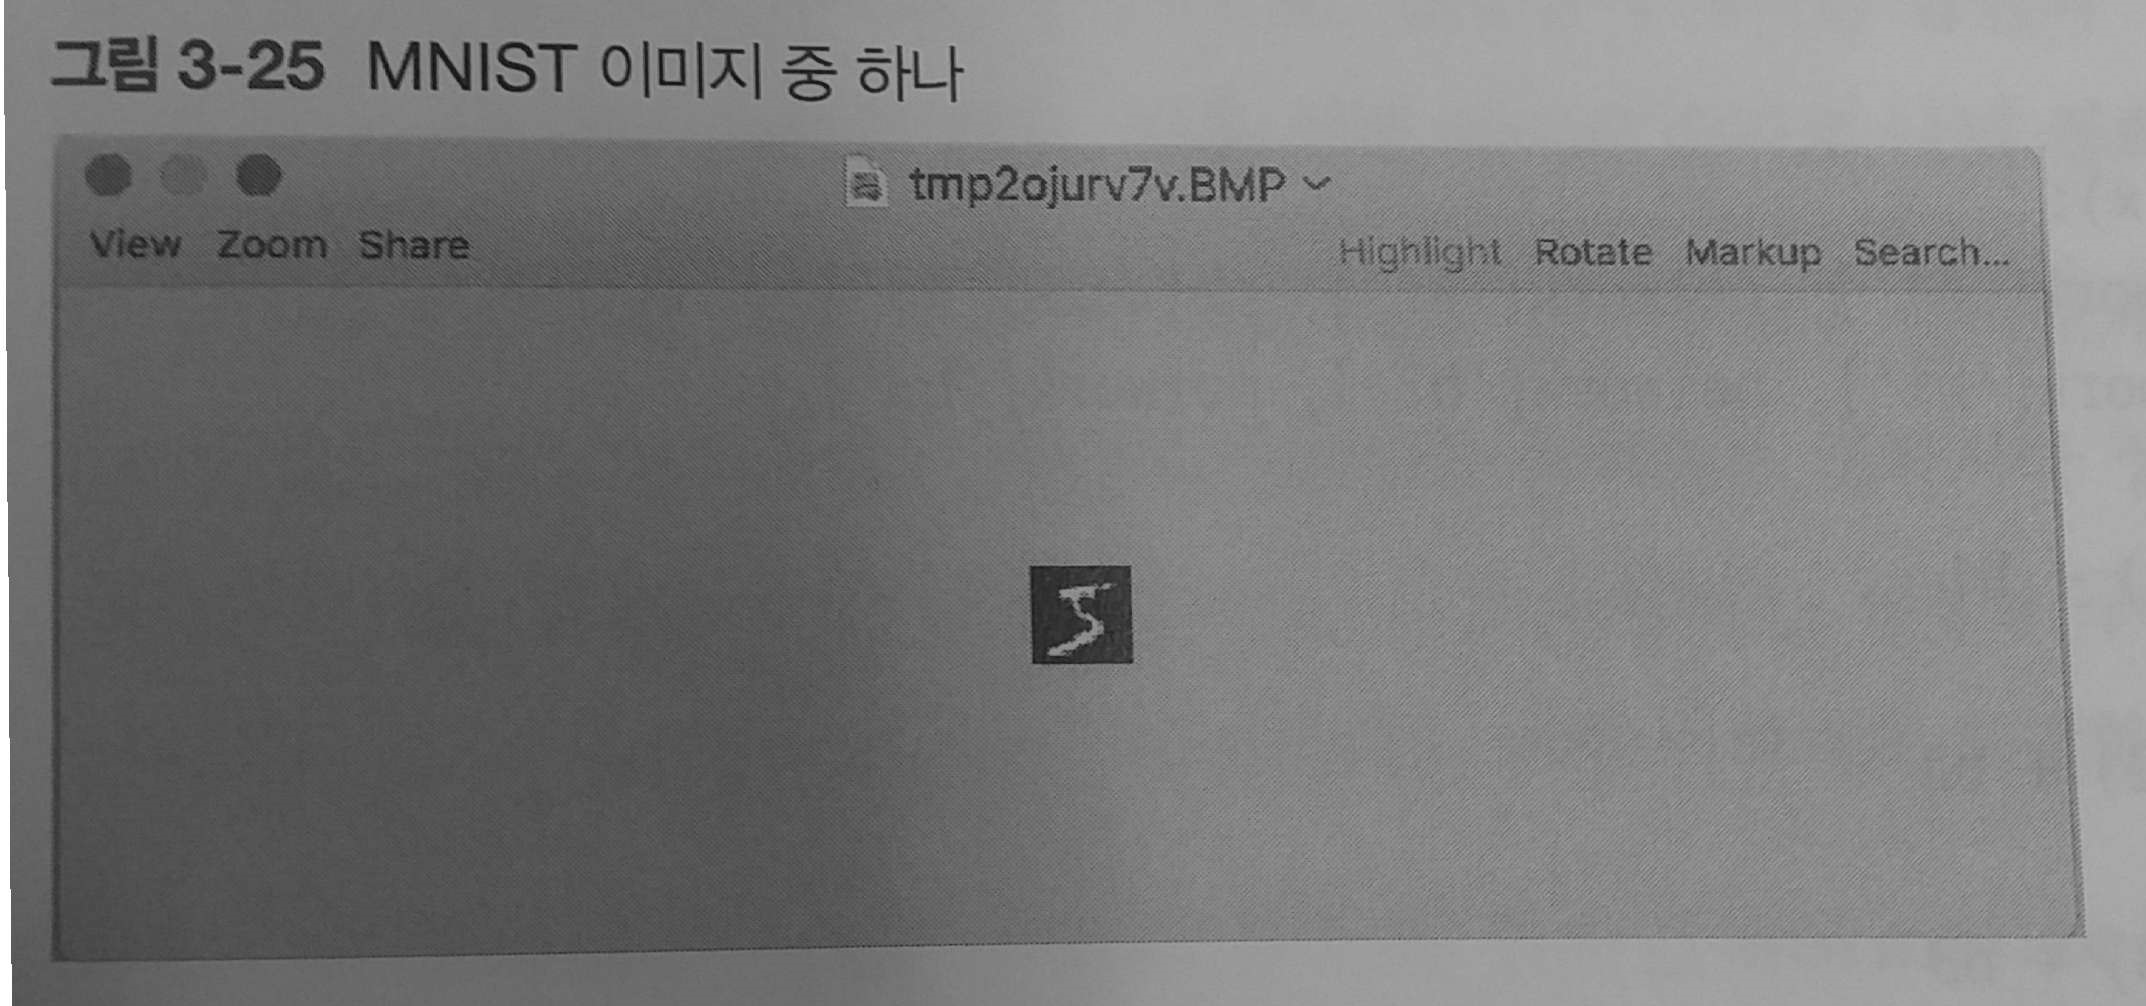 그림 3-25 MNIST 이미지 중 하나
tmp2ojurv7v.BMP
View Zoom Share Highlight Rotate Markup Search...
5